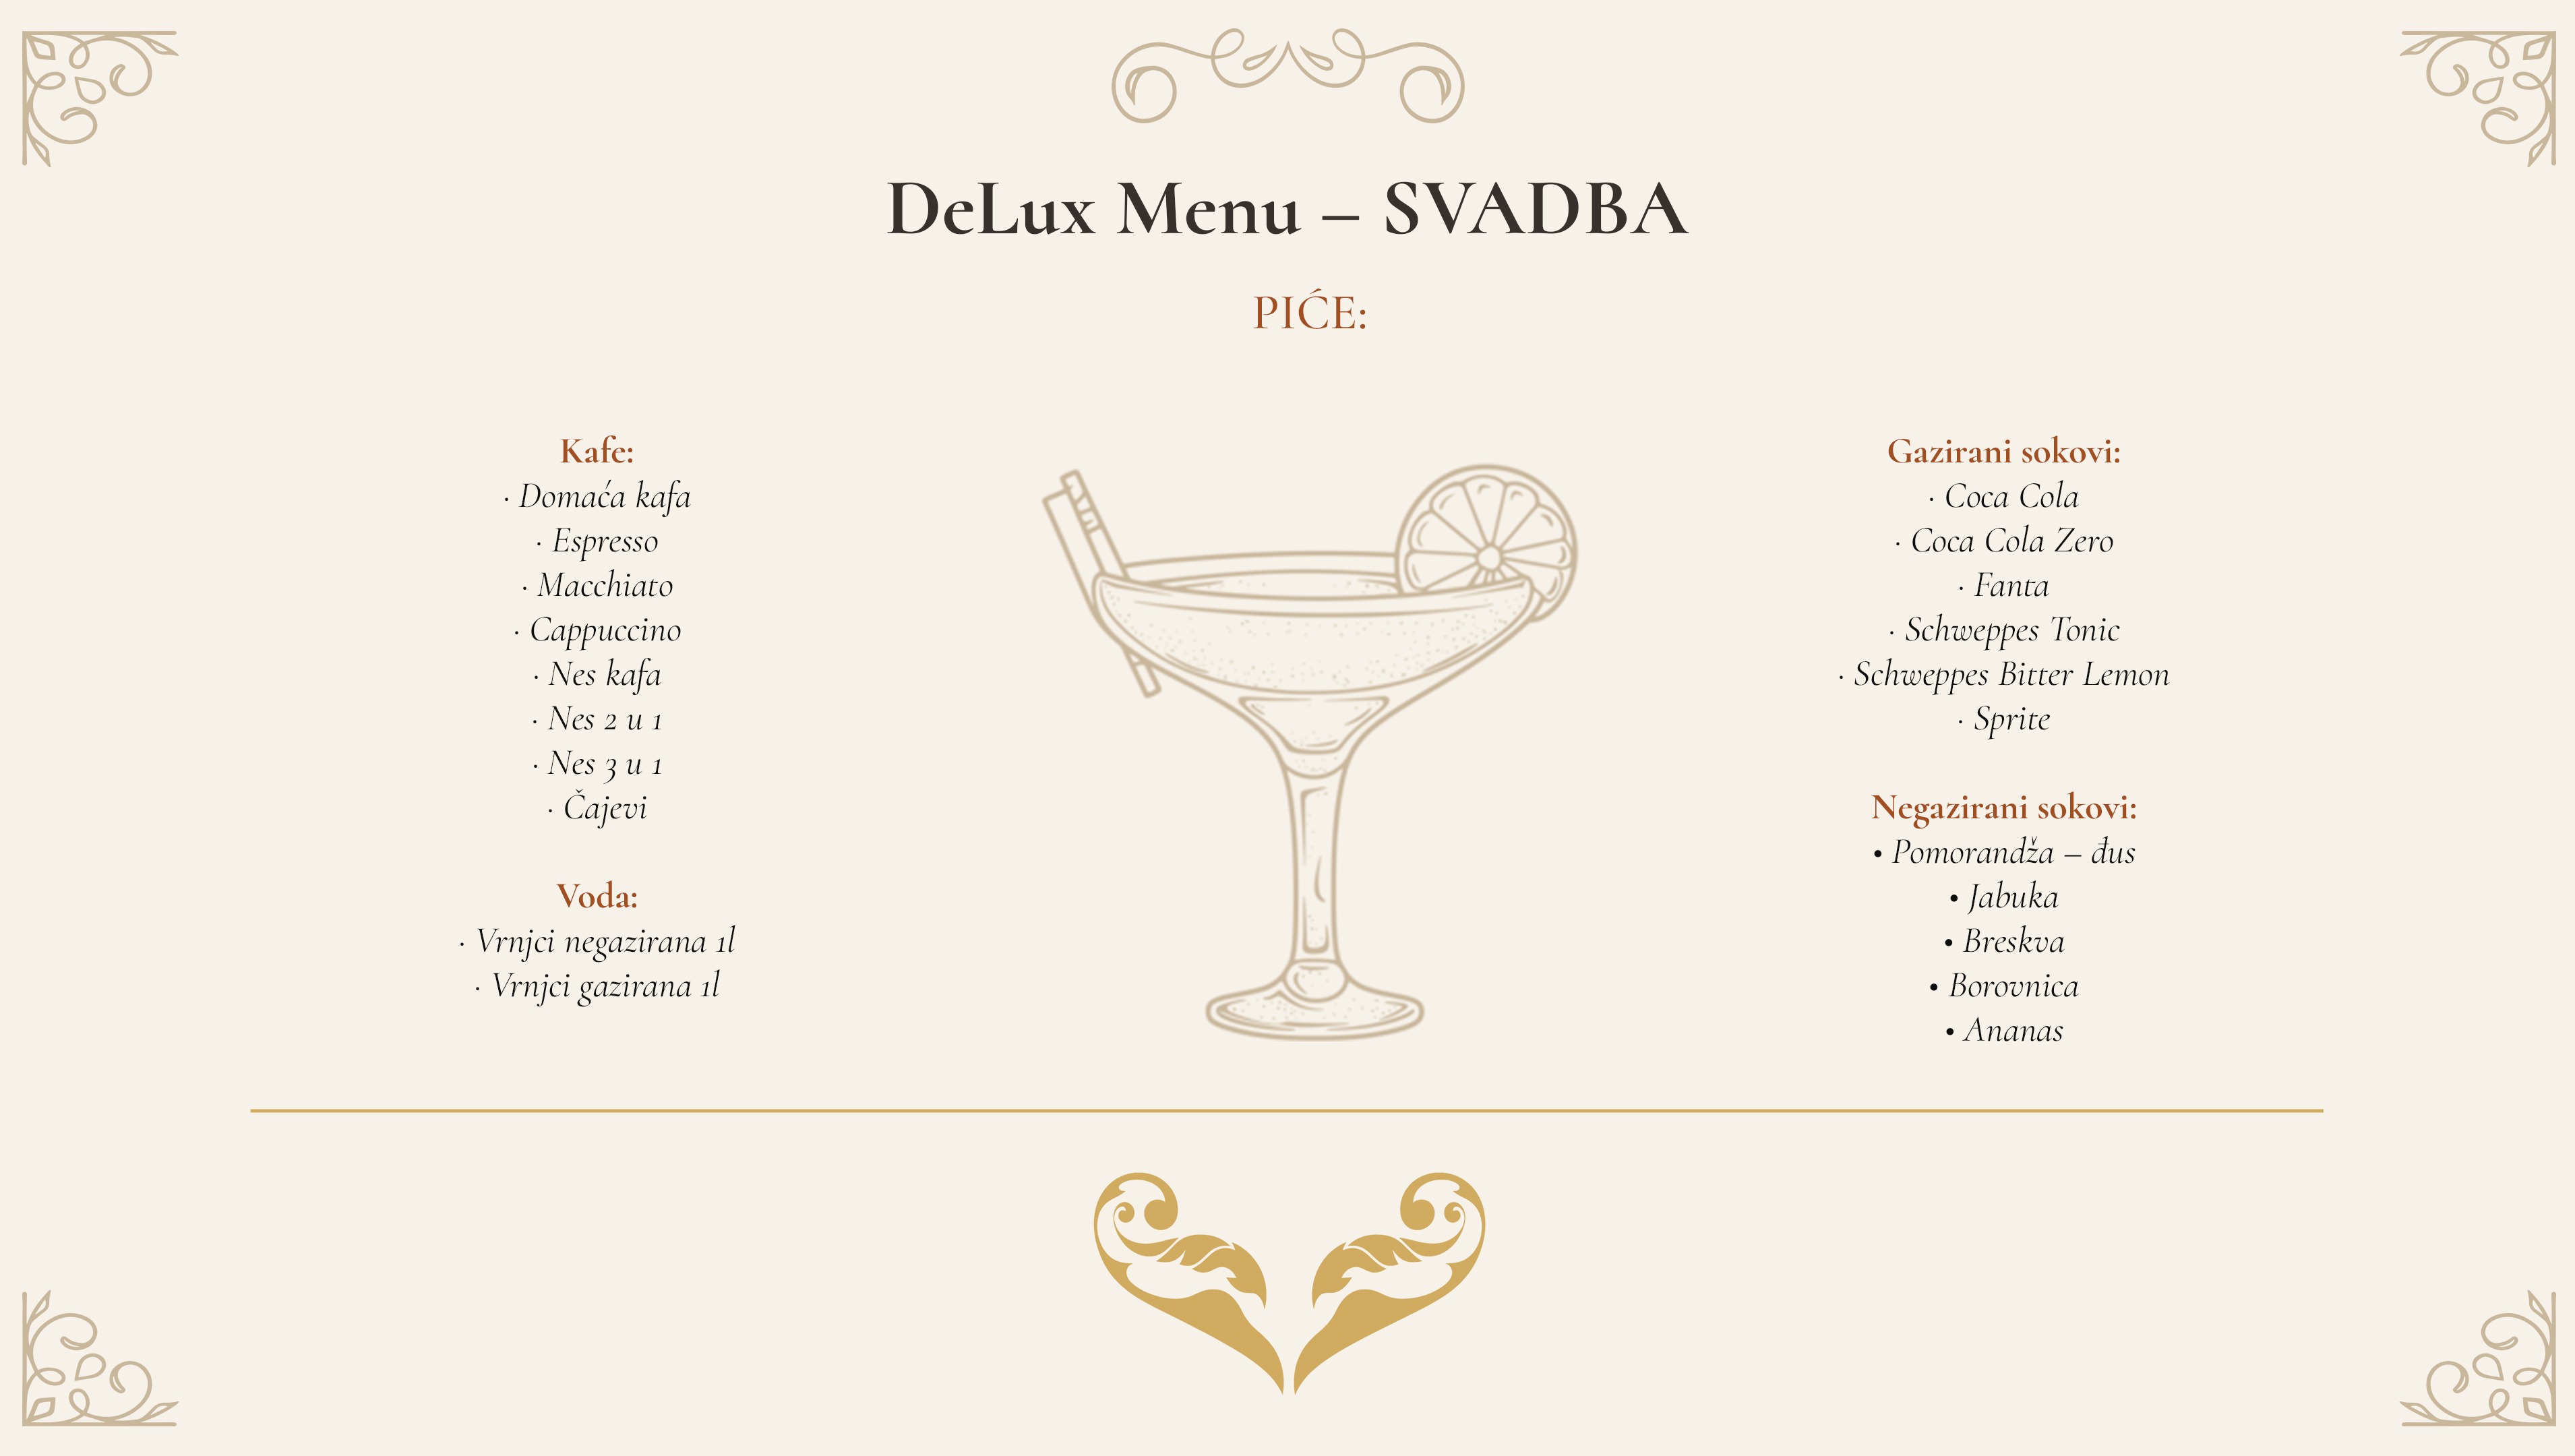 DeLux Menu – SVADBA
PIĆE:
Kafe:
· Domaća kafa
· Espresso
· Macchiato
· Cappuccino
· Nes kafa
· Nes 2 u 1
· Nes 3 u 1
· Čajevi
Voda:
· Vrnjci negazirana 1l
· Vrnjci gazirana 1l
Gazirani sokovi:
· Coca Cola
· Coca Cola Zero
· Fanta
· Schweppes Tonic
· Schweppes Bitter Lemon
· Sprite
Negazirani sokovi:
• Pomorandža – đus
• Jabuka
• Breskva
• Borovnica
• Ananas